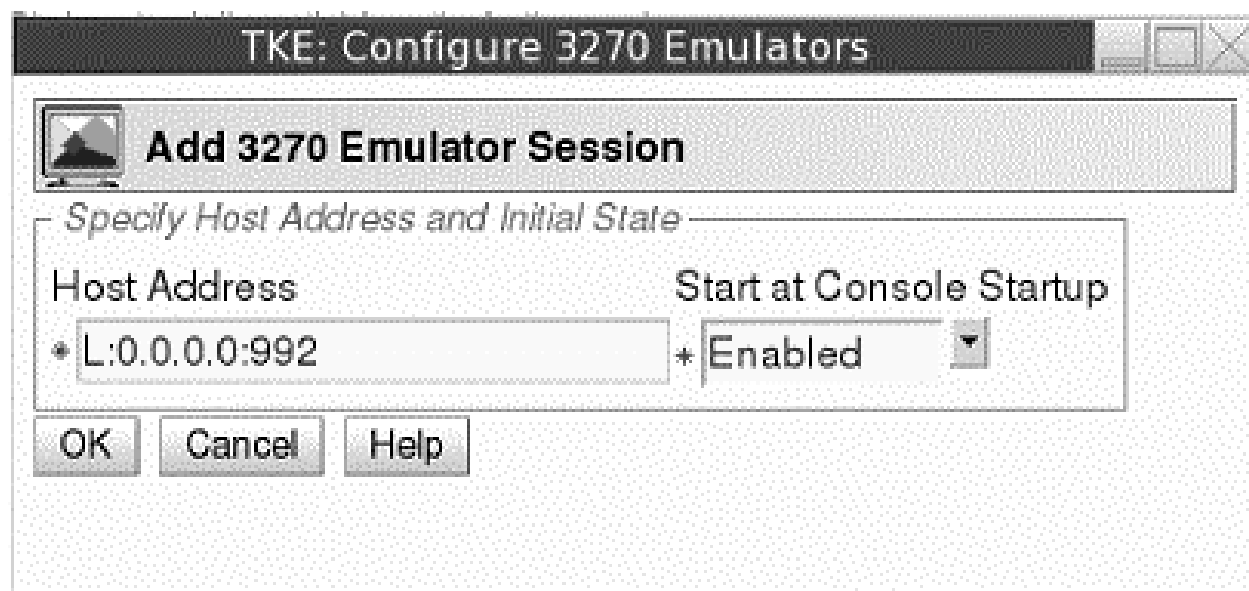 TKE: Configure 3270 Emulators
Add 3270 Emulator Session
Specify Host Address and Initial State
Host Address Start at Console Startup
* L:0.0.0.0:992 * Enabled
OK Cancel Help